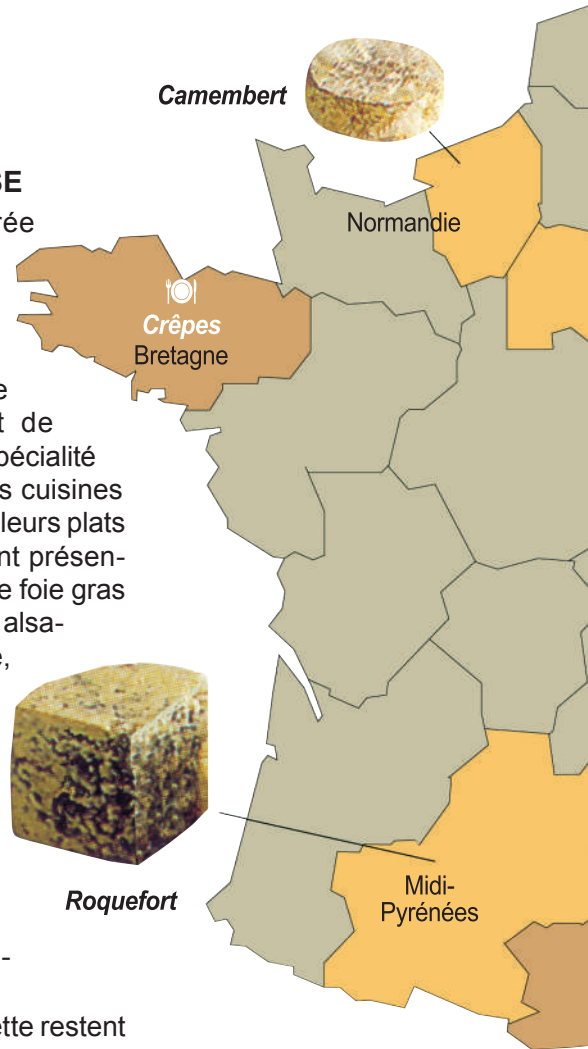 Camembert
SE
rée
Normandie
Crêpes
Bretagne
e
t de
pécialité
s cuisines
leurs plats
nt présen-
e foie gras
alsa-
e,
Roquefort
Midi-
Pyrénées
-
ette restent